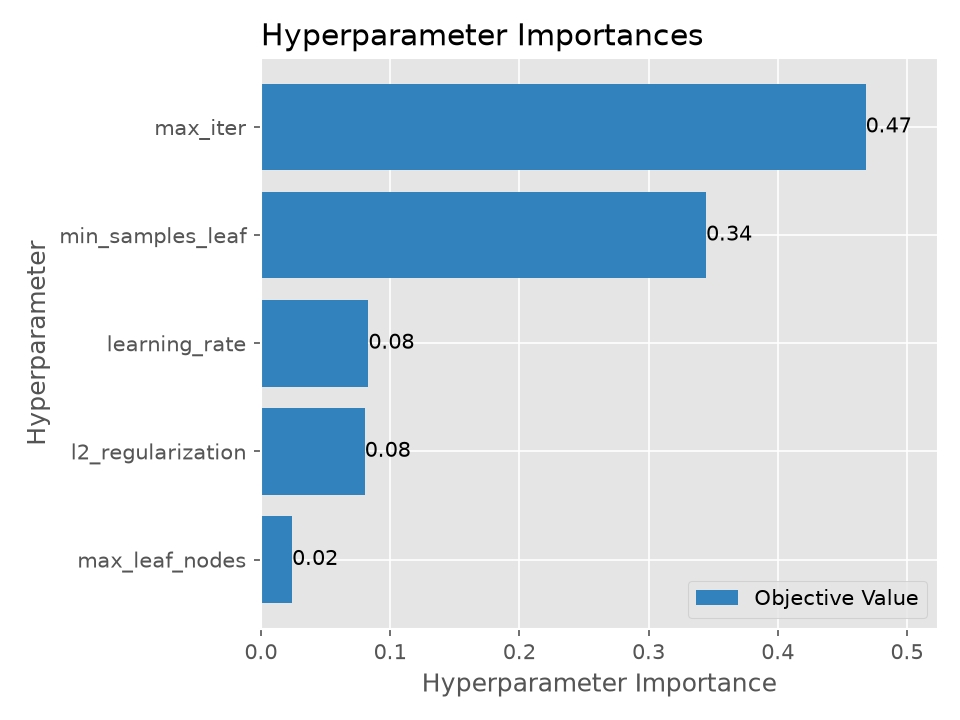 Hyperparameter Importances
max_iter
0.47
min_samples_leaf
0.34
learning_rate
0.08
l2_regularization
0.08
max_leaf_nodes
0.02
Hyperparameter
Objective Value
0.0 0.1 0.2 0.3 0.4 0.5
Hyperparameter Importance